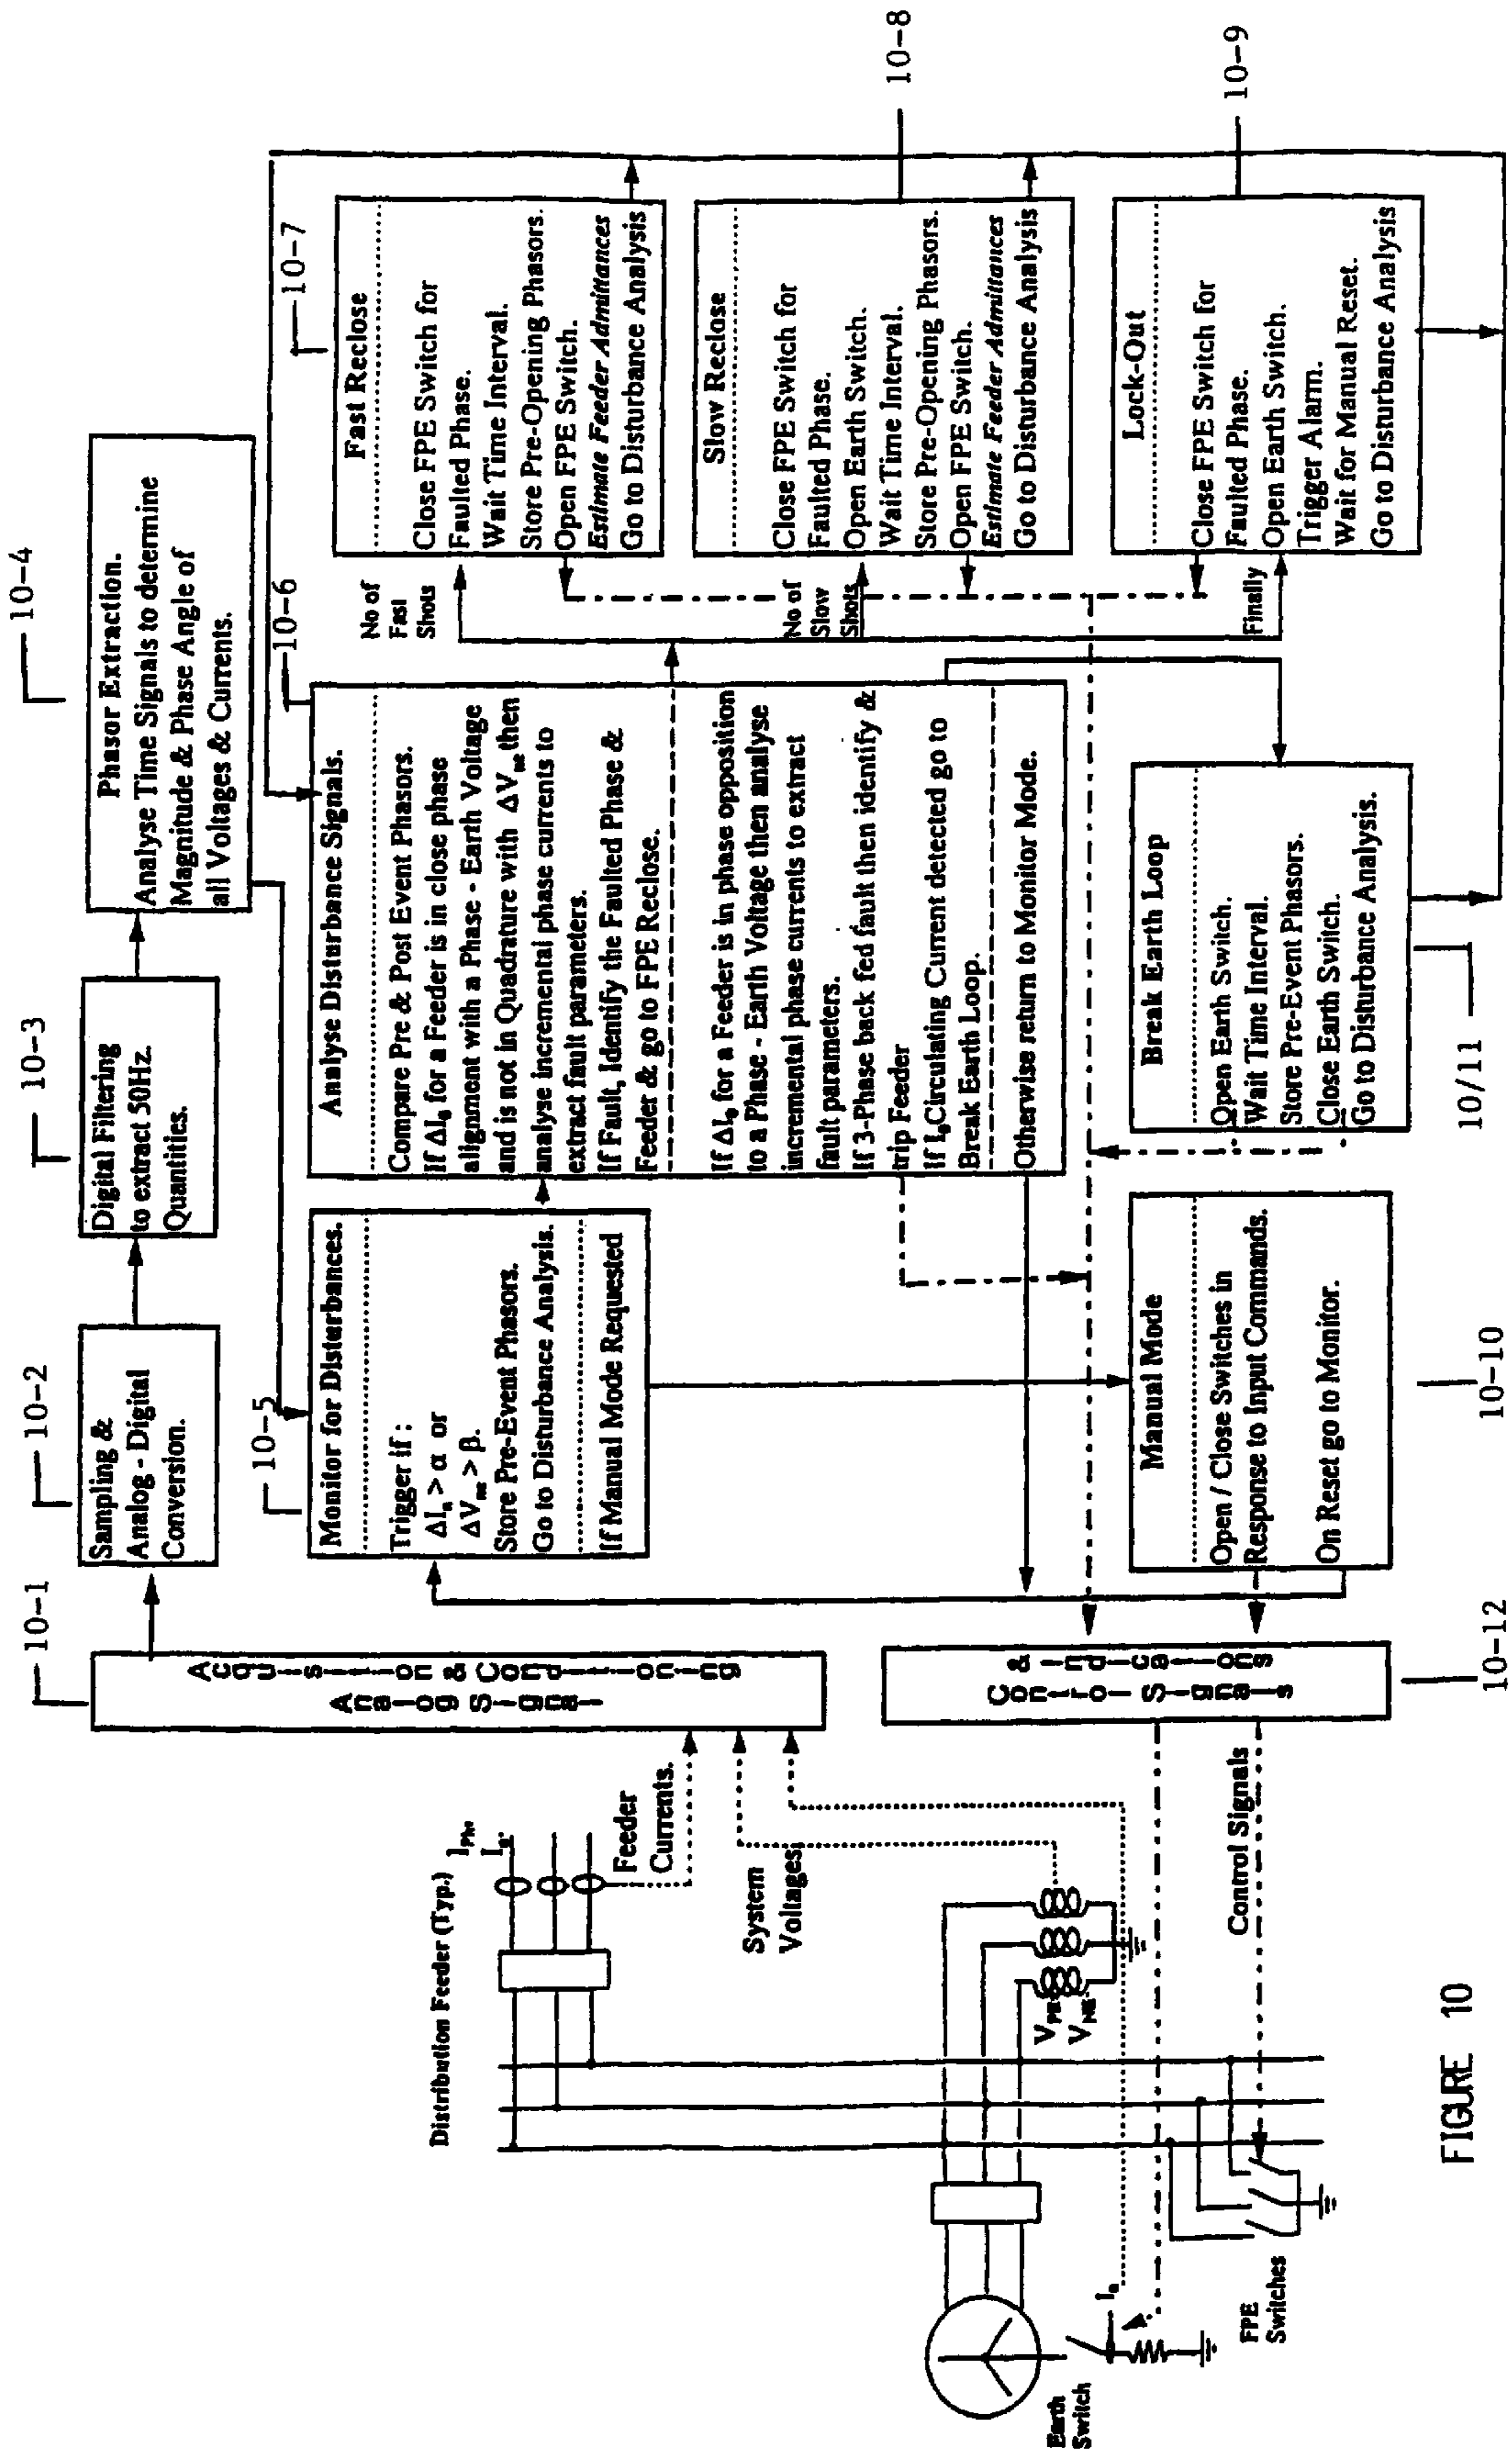 10-1
10-2
10-3
10-4
Analog Signal
Acquisition & Conditioning
Sampling &
Analog - Digital
Conversion.
Digital Filtering
to extract 50Hz.
Quantities.
Phasor Extraction.
Analyse Time Signals to determine
Magnitude & Phase Angle of
all Voltages & Currents.
10-5
Monitor for Disterbances.
Trigger if :
ΔIₙ > α or
ΔVₙₑ > β.
Store Pre-Event Phasors.
Go to Disturbance Analysis.
If Manual Mode Requested
10-6
Analyse Disturbance Signals.
Compare Pre & Post Event Phasors.
If ΔI₀ for a Feeder is in close phase
alignment with a Phase - Earth Voltage
and is not in Quadrature with ΔVₙₑ then
analyse incremental phase currents to
extract fault parameters.
If Fault, Identify the Faulted Phase &
Feeder & go to FPE Reclose.
If ΔI₀ for a Feeder is in phase opposition
to a Phase - Earth Voltage then analyse
incremental phase currents to extract
fault parameters.
If 3-Phase back fed fault then identify &
trip Feeder
If I₀ Circulating Current detected go to
Break Earth Loop.
Otherwise return to Monitor Mode.
No of
Fast
Shots
No of
Slow
Shots
Finally
10-7
Fast Reclose
Close FPE Switch for
Faulted Phase.
Wait Time Interval.
Store Pre-Opening Phasors.
Open FPE Switch.
Estimate Feeder Admittances
Go to Disturbance Analysis
10-8
Slow Reclose
Close FPE Switch for
Faulted Phase.
Open Earth Switch.
Wait Time Interval.
Store Pre-Opening Phasors.
Open FPE Switch.
Estimate Feeder Admittances
Go to Disturbance Analysis
10-9
Lock-Out
Close FPE Switch for
Faulted Phase.
Open Earth Switch.
Trigger Alarm.
Wait for Manual Reset.
Go to Disturbance Analysis
Manual Mode
Open / Close Switches in
Response to Input Commands.
On Reset go to Monitor.
10-10
Break Earth Loop
Open Earth Switch.
Wait Time Interval.
Store Pre-Event Phasors.
Close Earth Switch.
Go to Disturbance Analysis.
10/11
Control Signals
& Indications
10-12
Distribution Feeder (Typ.)
Iₚₕₙ
I₀.
Feeder
Currents.
System
Voltages
V_PE
V_NE
Control Signals
Earth
Switch
Iₙ
FPE
Switches
FIGURE 10